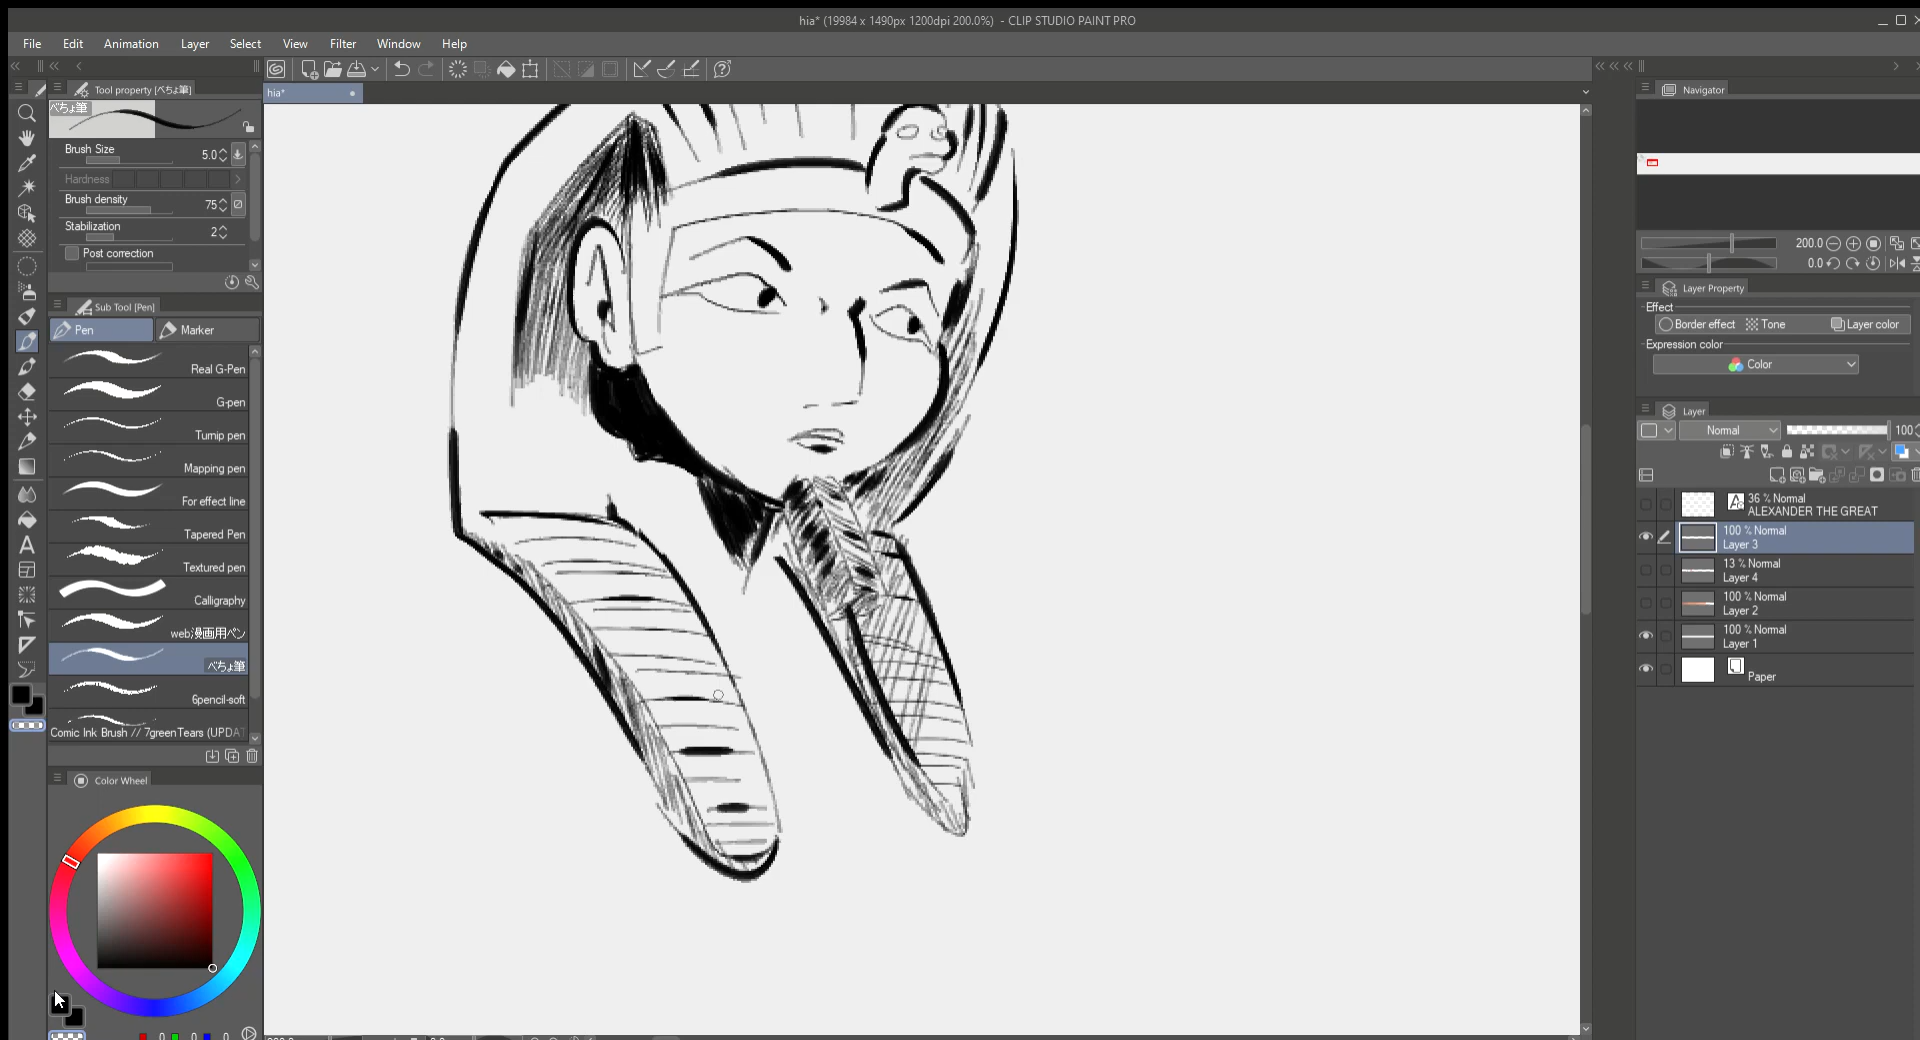 hia* (19984 x 1490px 1200dpi 200.0%) - CLIP STUDIO PAINT PRO
File Edit Animation Layer Select View Filter Window Help
Tool property [べちょ筆]
hia*
Navigator
べちょ筆
Brush Size 5.0
Hardness
Brush density 75
Stabilization 2
Post correction
200.0
0.0
Layer Property
Effect
Border effect Tone Layer color
Expression color
Color
Sub Tool [Pen]
Pen Marker
Real G-Pen
G-pen
Turnip pen
Mapping pen
For effect line
Tapered Pen
Textured pen
Calligraphy
web漫画用ペン
べちょ筆
6pencil-soft
Comic Ink Brush // 7greenTears (UPDAT
Layer
Normal 100
36 % Normal
ALEXANDER THE GREAT
100 % Normal
Layer 3
13 % Normal
Layer 4
100 % Normal
Layer 2
100 % Normal
Layer 1
Paper
Color Wheel